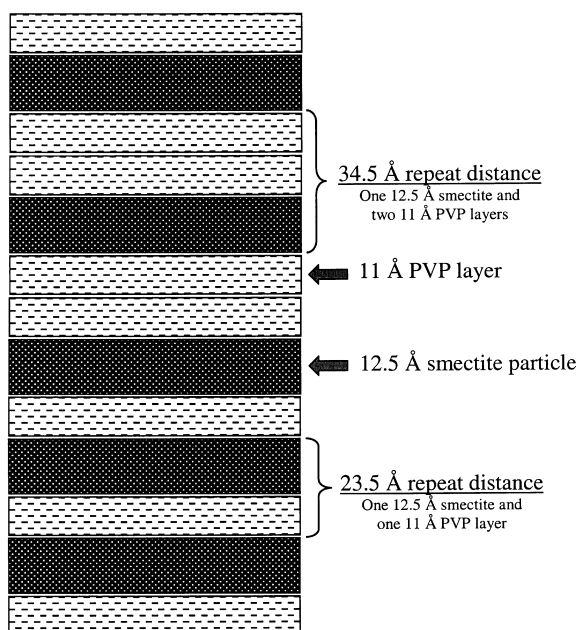 34.5 Å repeat distance
One 12.5 Å smectite and
two 11 Å PVP layers
11 Å PVP layer
12.5 Å smectite particle
23.5 Å repeat distance
One 12.5 Å smectite and
one 11 Å PVP layer